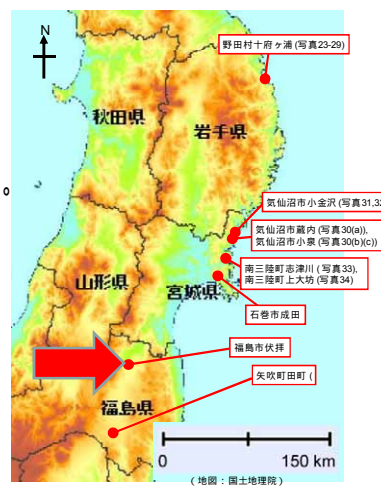 N
野田村十府ヶ浦 (写真23-29)
秋田県
岩手県
気仙沼市小金沢 (写真31,32
気仙沼市蔵内 (写真30(a)),
気仙沼市小泉 (写真30(b)(c))
山形県
南三陸町志津川 (写真33),
南三陸町上大坊 (写真34)
宮城県
石巻市成田
福島市伏拝
矢吹町田町 (
福島県
0
150 km
(地図：国土地理院)